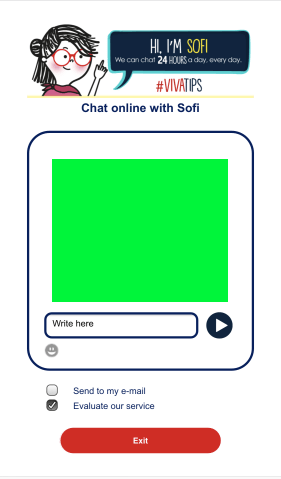 HI, I'M SOFI
We can chat 24 HOURS a day, every day.
#VIVATIPS
Chat online with Sofi
Write here
Send to my e-mail
Evaluate our service
Exit